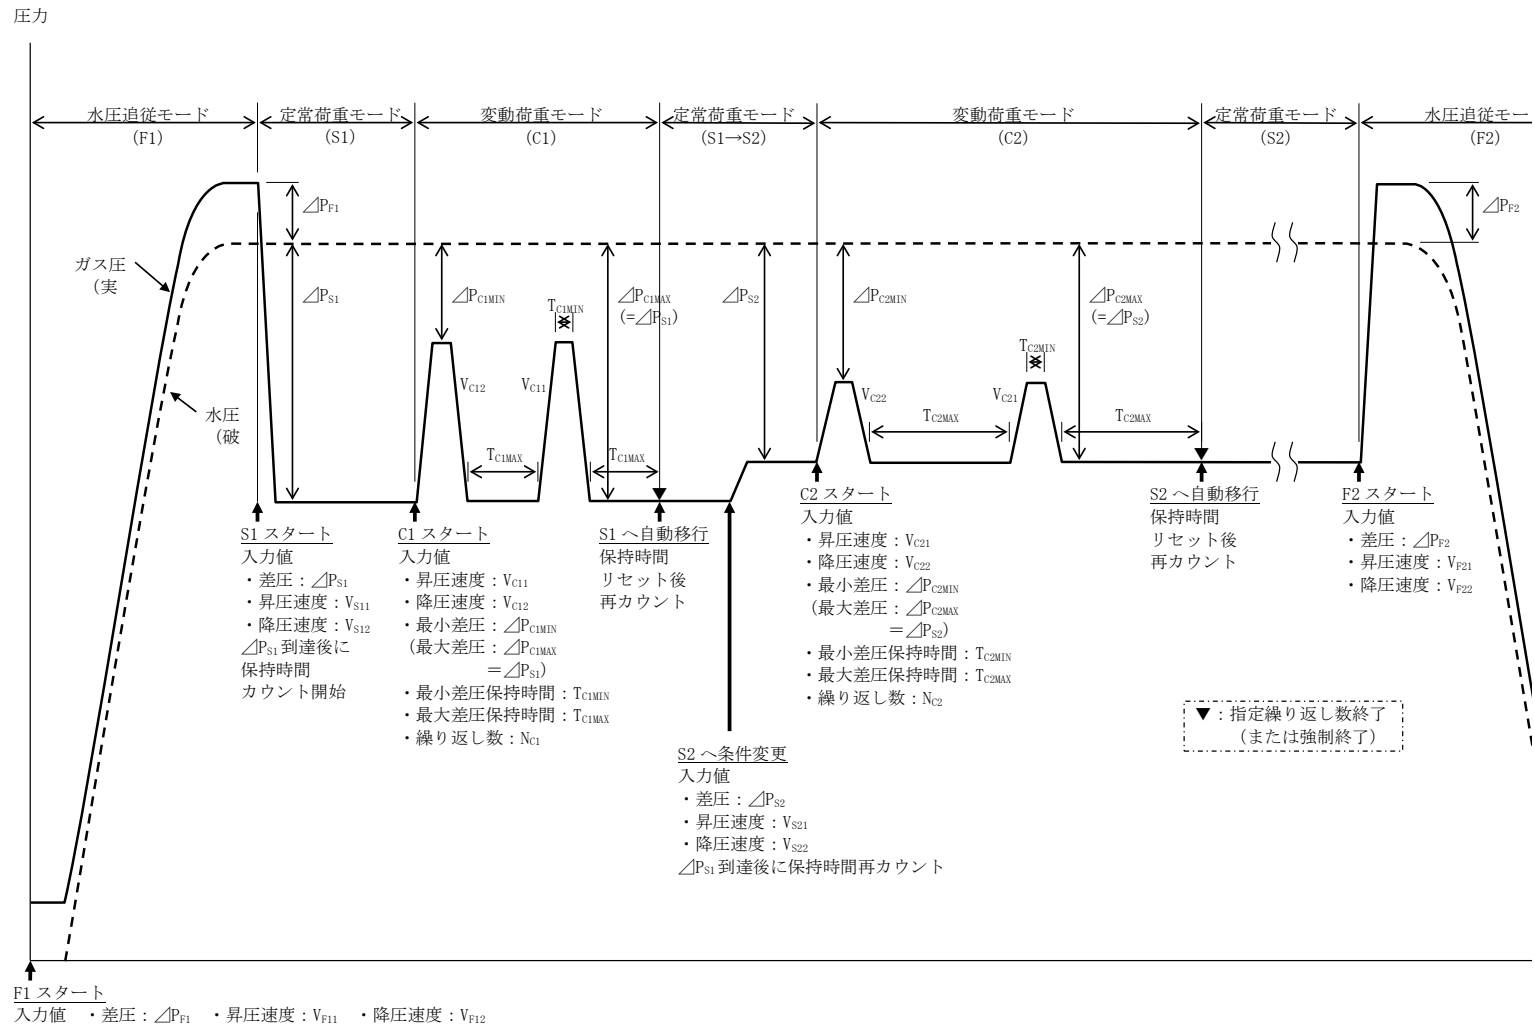 圧力
水圧追従モード
(F1)
定常荷重モード
(S1)
変動荷重モード
(C1)
定常荷重モード
(S1→S2)
変動荷重モード
(C2)
定常荷重モード
(S2)
水圧追従モー
(F2)
⊿PF1
⊿PS1
ガス圧
(実
水圧
(破
⊿PC1MIN
TC1MIN
⊿PC1MAX
(=⊿PS1)
VC12
VC11
TC1MAX
TC1MAX
⊿PS2
⊿PC2MIN
TC2MIN
⊿PC2MAX
(=⊿PS2)
VC22
VC21
TC2MAX
TC2MAX
⊿PF2
S1 スタート
入力値
・差圧：⊿PS1
・昇圧速度：VS11
・降圧速度：VS12
⊿PS1 到達後に
保持時間
カウント開始
C1 スタート
入力値
・昇圧速度：VC11
・降圧速度：VC12
・最小差圧：⊿PC1MIN
(最大差圧：⊿PC1MAX
＝⊿PS1)
・最小差圧保持時間：TC1MIN
・最大差圧保持時間：TC1MAX
・繰り返し数：NC1
S1 へ自動移行
保持時間
リセット後
再カウント
S2 へ条件変更
入力値
・差圧：⊿PS2
・昇圧速度：VS21
・降圧速度：VS22
⊿PS1 到達後に保持時間再カウント
C2 スタート
入力値
・昇圧速度：VC21
・降圧速度：VC22
・最小差圧：⊿PC2MIN
(最大差圧：⊿PC2MAX
＝⊿PS2)
・最小差圧保持時間：TC2MIN
・最大差圧保持時間：TC2MAX
・繰り返し数：NC2
S2 へ自動移行
保持時間
リセット後
再カウント
F2 スタート
入力値
・差圧：⊿PF2
・昇圧速度：VF21
・降圧速度：VF22
▼：指定繰り返し数終了
(または強制終了)
F1 スタート
入力値 ・差圧：⊿PF1 ・昇圧速度：VF11 ・降圧速度：VF12